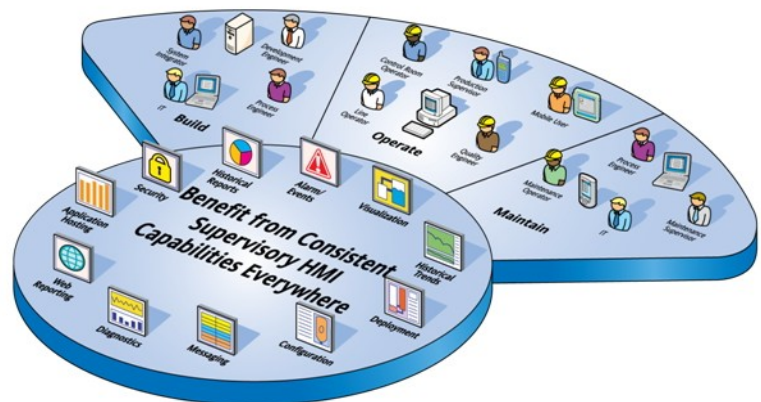 System
Integrator
Development
Engineer
IT
Process
Engineer
Build
Control Room
Operator
Production
Supervisor
Mobile User
Line
Operator
Quality
Engineer
Operate
Process
Engineer
Maintenance
Operator
IT
Maintenance
Supervisor
Maintain
Benefit from Consistent
Supervisory HMI
Capabilities Everywhere
Application
Hosting
Security
Historical
Reports
Alarm/
Events
Visualization
Historical
Trends
Deployment
Configuration
Messaging
Diagnostics
Web
Reporting